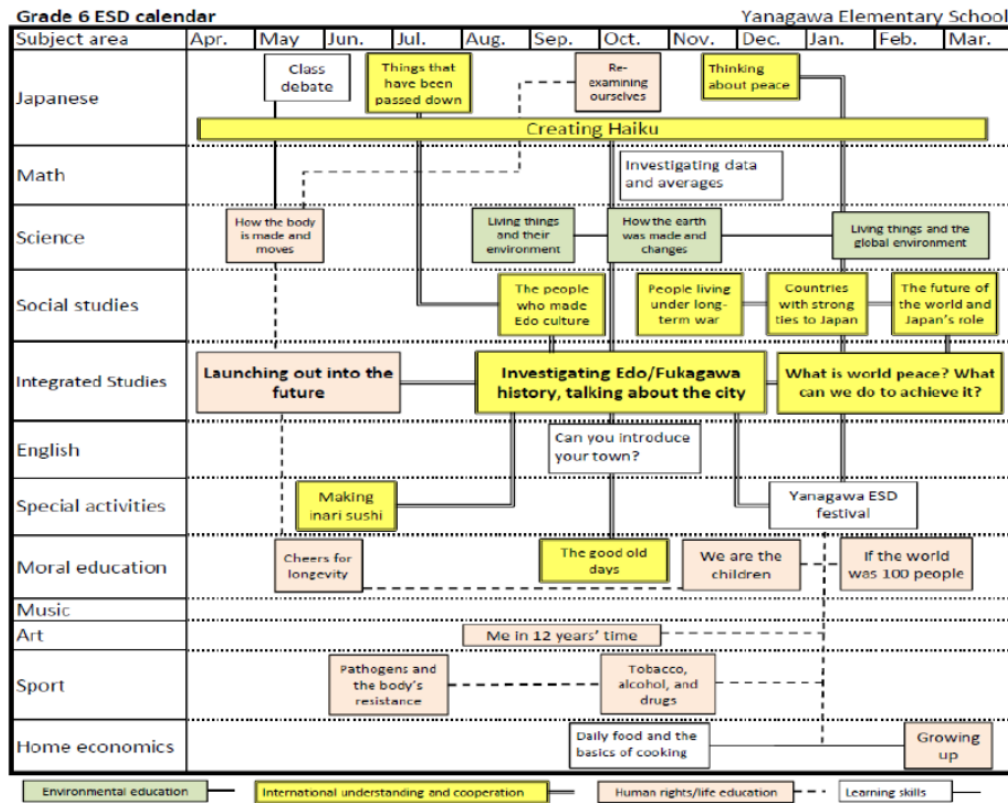 Grade 6 ESD calendar
Yanagawa Elementary School
Subject area
Apr.
May
Jun.
Jul.
Aug.
Sep.
Oct.
Nov.
Dec.
Jan.
Feb.
Mar.
Japanese
Class
debate
Things that
have been
passed down
Re-
examining
ourselves
Thinking
about peace
Creating Haiku
Math
Investigating data
and averages
Science
How the body
is made and
moves
Living things
and their
environment
How the earth
was made and
changes
Living things and the
global environment
Social studies
The people
who made
Edo culture
People living
under long-
term war
Countries
with strong
ties to Japan
The future of
the world and
Japan's role
Integrated Studies
Launching out into the
future
Investigating Edo/Fukagawa
history, talking about the city
What is world peace? What
can we do to achieve it?
English
Can you introduce
your town?
Special activities
Making
inari sushi
Yanagawa ESD
festival
Moral education
Cheers for
longevity
The good old
days
We are the
children
If the world
was 100 people
Music
Art
Me in 12 years' time
Sport
Pathogens and
the body's
resistance
Tobacco,
alcohol, and
drugs
Home economics
Daily food and the
basics of cooking
Growing
up
Environmental education
International understanding and cooperation
Human rights/life education
Learning skills